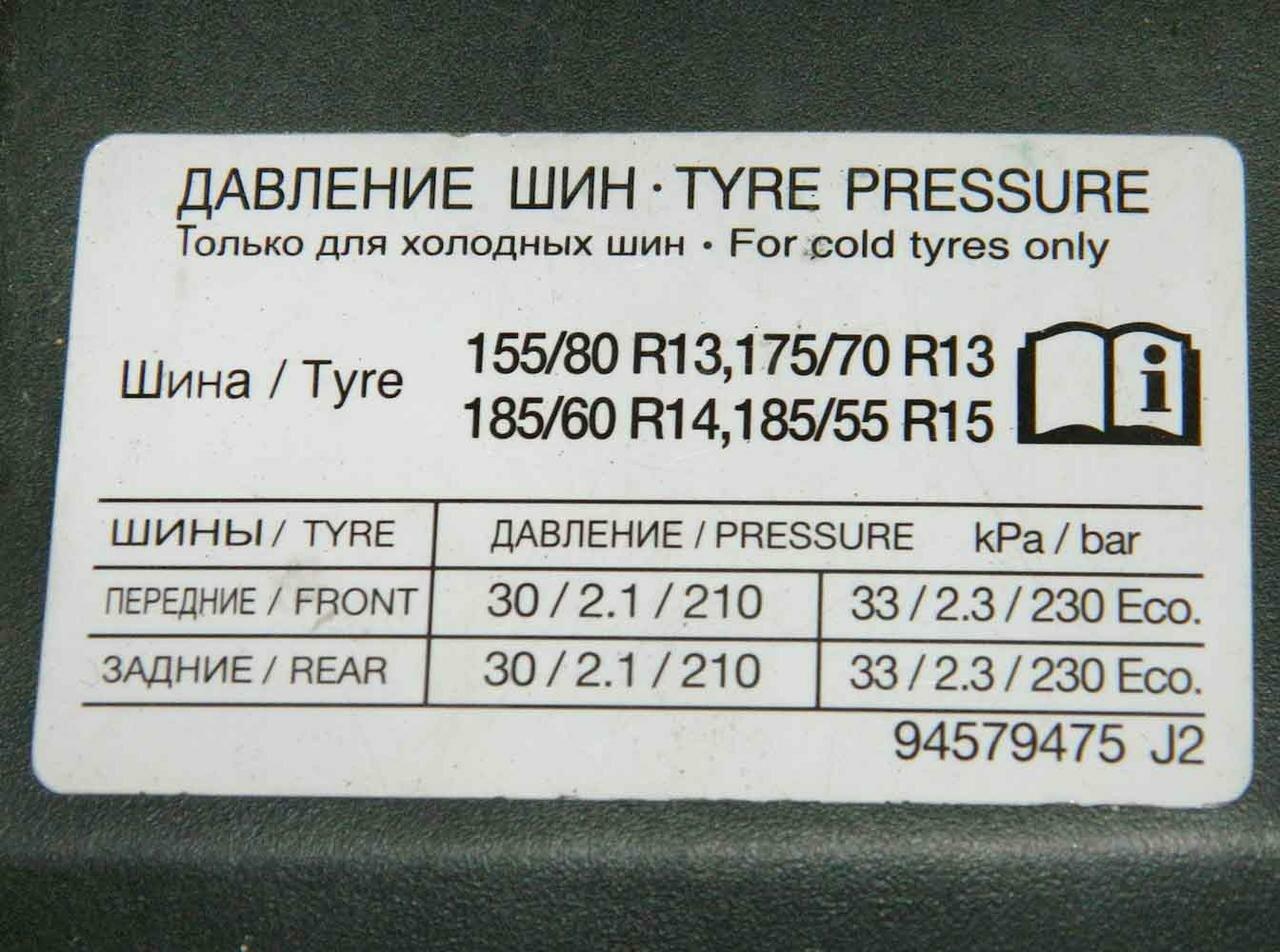 ДАВЛЕНИЕ ШИН · TYRE PRESSURE
Только для холодных шин · For cold tyres only
Шина / Tyre
155/80 R13,175/70 R13
185/60 R14,185/55 R15
i
ШИНЫ / TYRE ДАВЛЕНИЕ / PRESSURE kPa / bar
ПЕРЕДНИЕ / FRONT 30 / 2.1 / 210 33 / 2.3 / 230 Eco.
ЗАДНИЕ / REAR 30 / 2.1 / 210 33 / 2.3 / 230 Eco.
94579475 J2